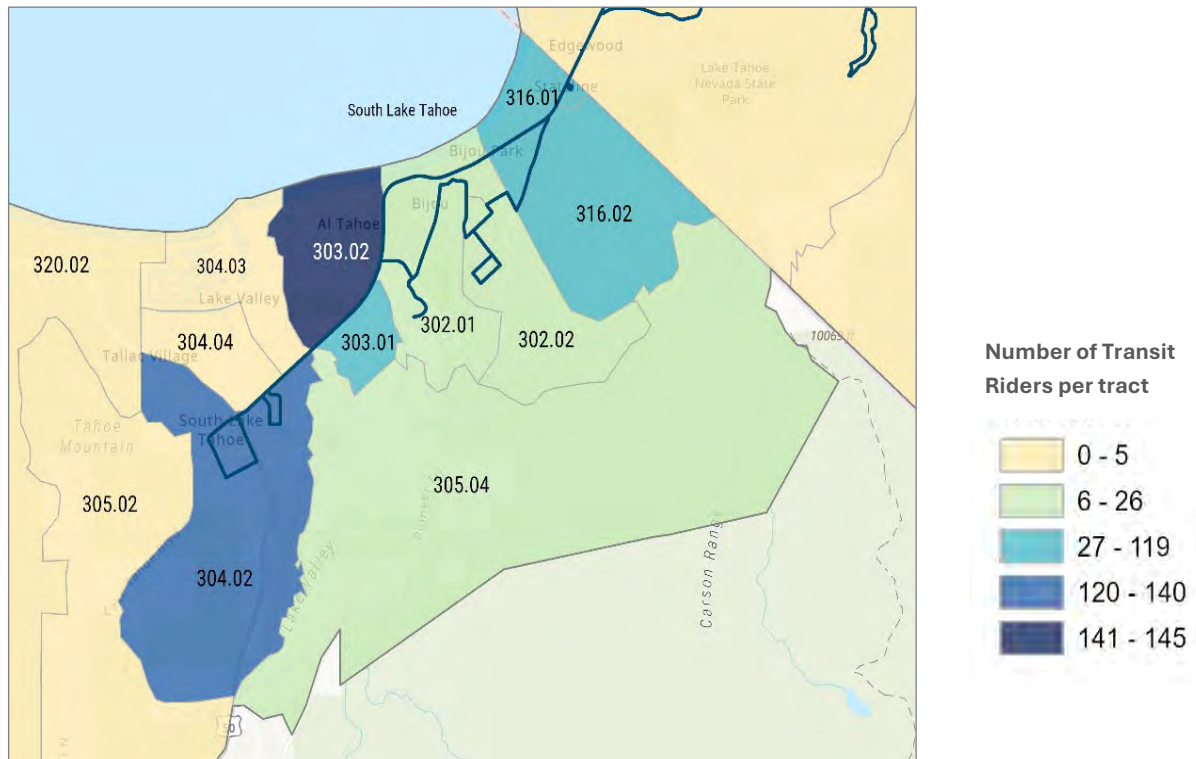 Edgewood
Lake Tahoe
Nevada State
Park
Stateline
316.01
South Lake Tahoe
Bijou Park
Bijou
316.02
Al Tahoe
303.02
320.02
304.03
Lake Valley
302.01
10063 ft
304.04
303.01
302.02
Tallac Village
South Lake
Tahoe
Tahoe
Mountain
305.04
305.02
Carson Range
304.02
Lake Valley
50
Number of Transit
Riders per tract
0 - 5
6 - 26
27 - 119
120 - 140
141 - 145